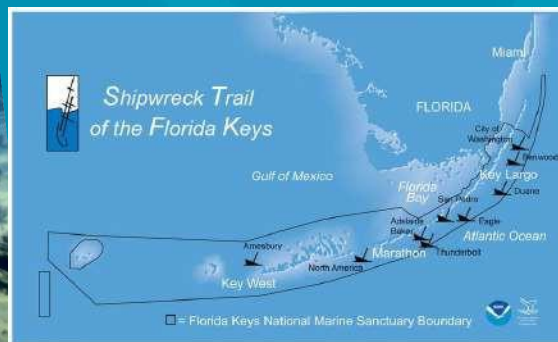 Shipwreck Trail
of the Florida Keys
Miami
FLORIDA
City of
Washington
Benwood
Key Largo
Gulf of Mexico
Florida
Bay
Duane
San Pedro
Eagle
Adelaide
Baker
Atlantic Ocean
Amesbury
Thunderbolt
Marathon
North America
Key West
= Florida Keys National Marine Sanctuary Boundary